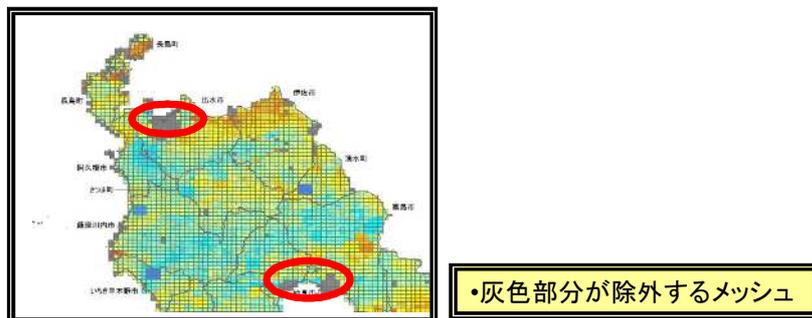 長島町
長島町
出水市
伊佐市
湧水町
阿久根市
さつま町
霧島市
薩摩川内市
いちき串木野市
•灰色部分が除外するメッシュ